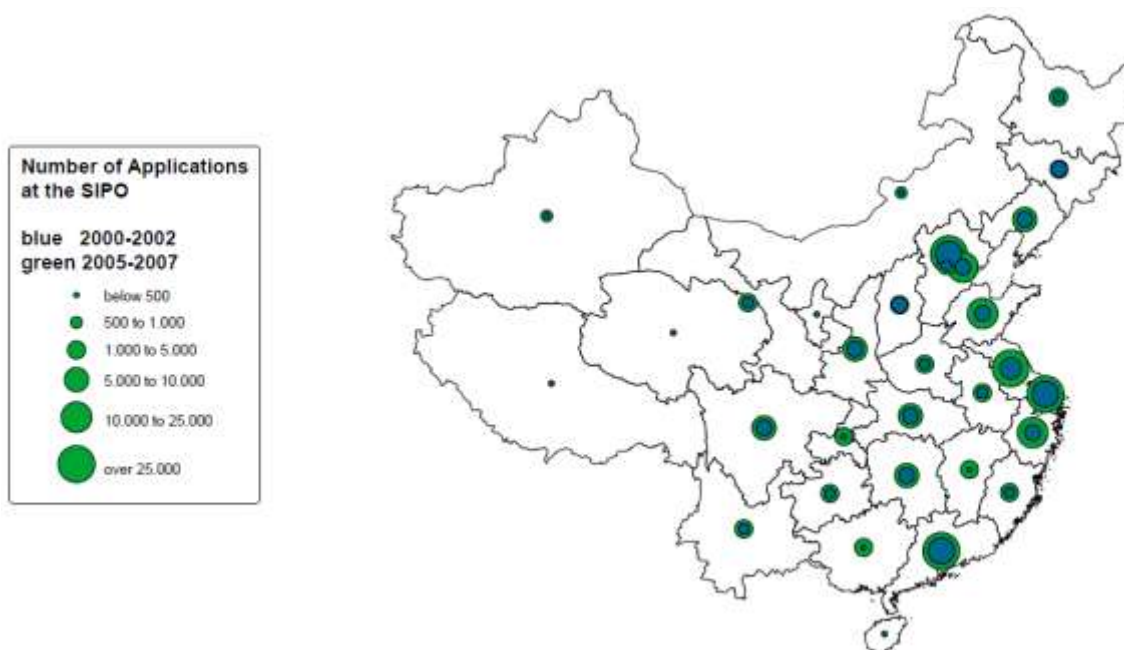 Number of Applications
at the SIPO
blue 2000-2002
green 2005-2007
below 500
500 to 1.000
1.000 to 5.000
5.000 to 10.000
10.000 to 25.000
over 25.000